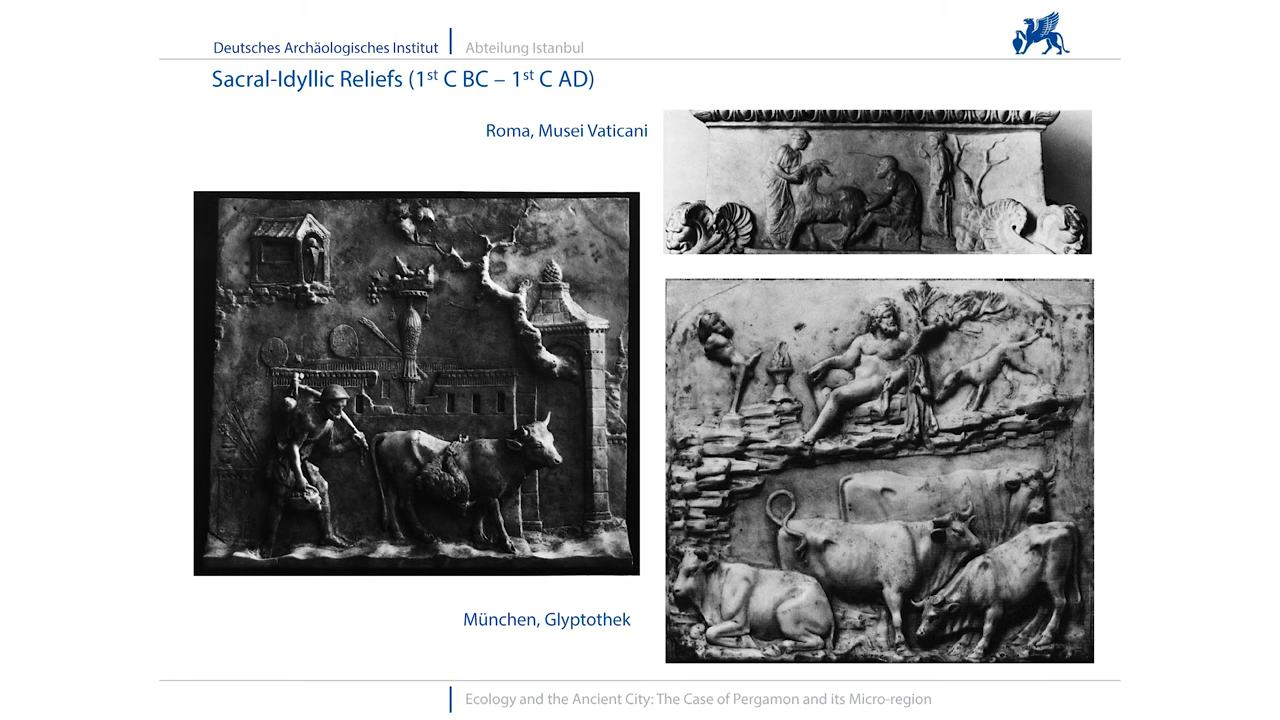 Deutsches Archäologisches Institut
Abteilung Istanbul
Sacral-Idyllic Reliefs (1st C BC – 1st C AD)
Roma, Musei Vaticani
München, Glyptothek
Ecology and the Ancient City: The Case of Pergamon and its Micro-region